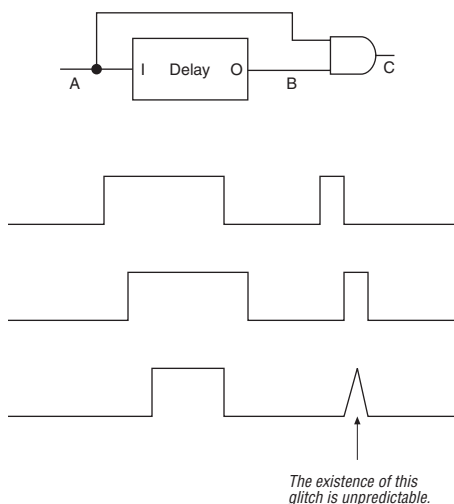 I Delay O
A
B
C
The existence of this
glitch is unpredictable.